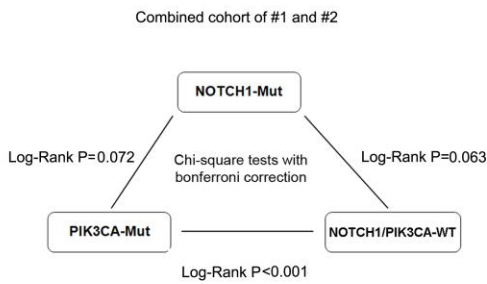 Combined cohort of #1 and #2
NOTCH1-Mut
Log-Rank P=0.072
Chi-square tests with
bonferroni correction
Log-Rank P=0.063
PIK3CA-Mut
NOTCH1/PIK3CA-WT
Log-Rank P<0.001